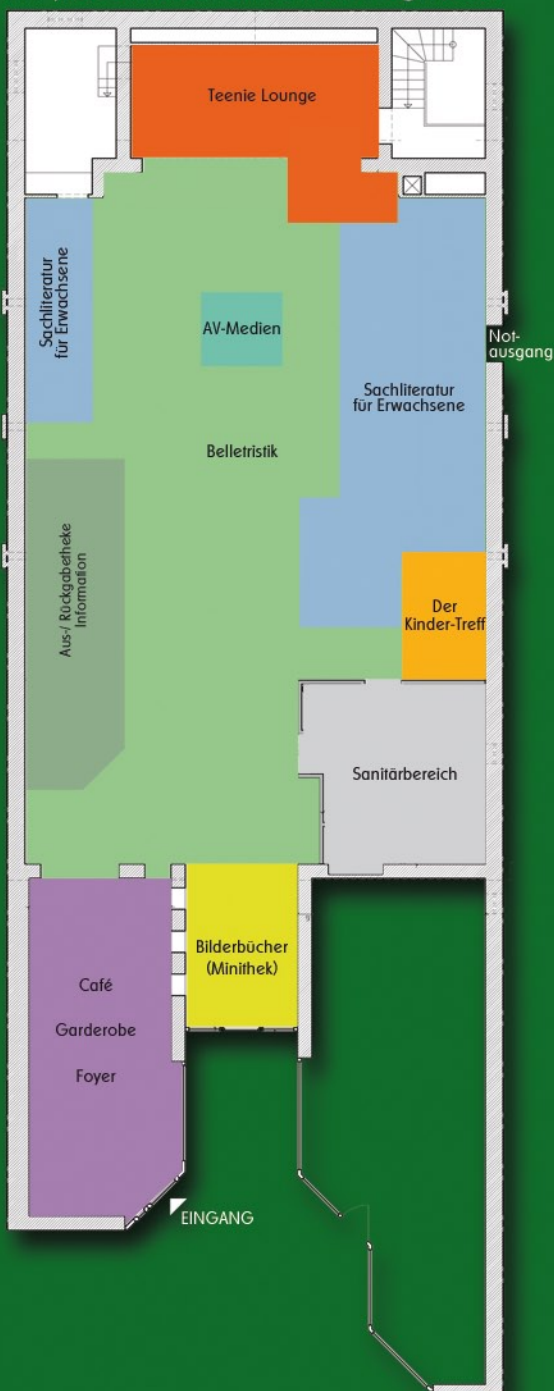 Teenie Lounge
Sachliteratur
für Erwachsene
AV-Medien
Not-
ausgang
Sachliteratur
für Erwachsene
Belletristik
Aus-/ Rückgabetheke
Information
Der
Kinder-Treff
Sanitärbereich
Bilderbücher
(Minithek)
Café
Garderobe
Foyer
EINGANG